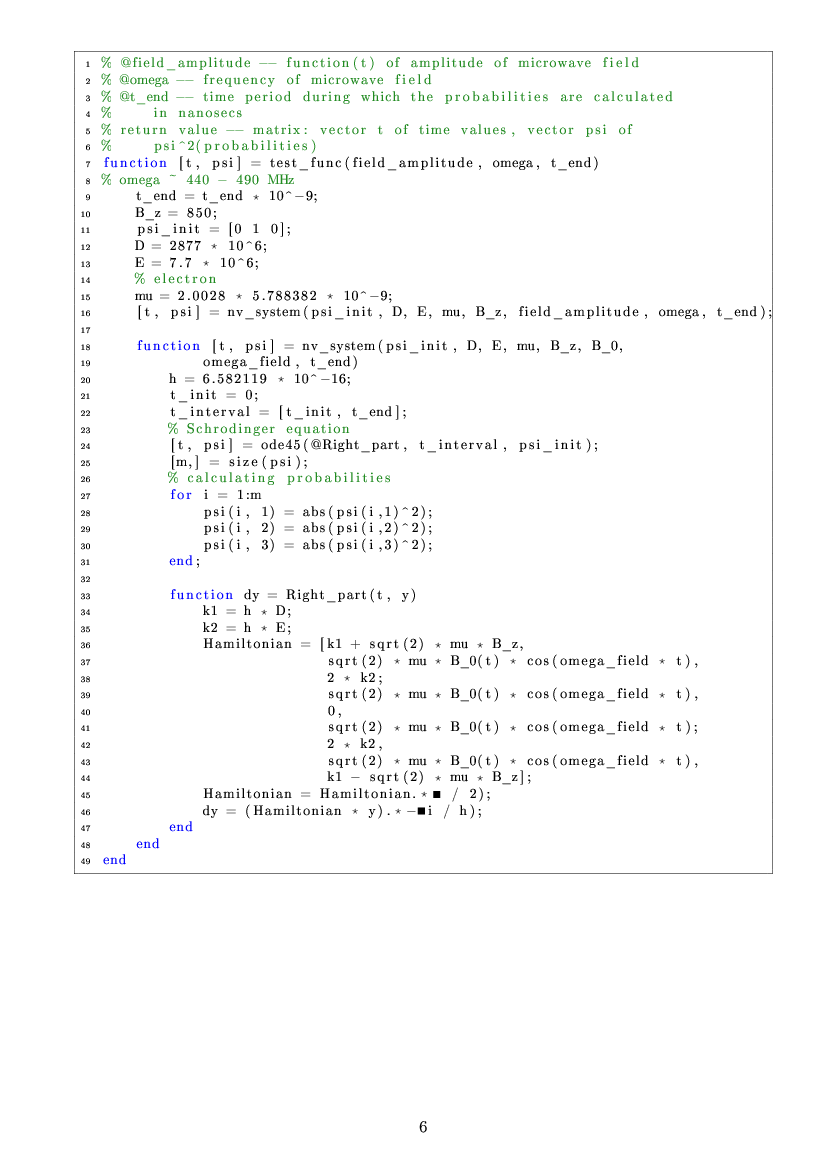 1 % @field_amplitude –– function(t) of amplitude of microwave field
2 % @omega –– frequency of microwave field
3 % @t_end –– time period during which the probabilities are calculated
4 % in nanosecs
5 % return value –– matrix: vector t of time values, vector psi of
6 % psi^2(probabilities)
7 function [t, psi] = test_func(field_amplitude, omega, t_end)
8 % omega ~ 440 – 490 MHz
9 t_end = t_end * 10^–9;
10 B_z = 850;
11 psi_init = [0 1 0];
12 D = 2877 * 10^6;
13 E = 7.7 * 10^6;
14 % electron
15 mu = 2.0028 * 5.788382 * 10^–9;
16 [t, psi] = nv_system(psi_init, D, E, mu, B_z, field_amplitude, omega, t_end);
17
18 function [t, psi] = nv_system(psi_init, D, E, mu, B_z, B_0,
19 omega_field, t_end)
20 h = 6.582119 * 10^–16;
21 t_init = 0;
22 t_interval = [t_init, t_end];
23 % Schrodinger equation
24 [t, psi] = ode45(@Right_part, t_interval, psi_init);
25 [m,] = size(psi);
26 % calculating probabilities
27 for i = 1:m
28 psi(i, 1) = abs(psi(i,1)^2);
29 psi(i, 2) = abs(psi(i,2)^2);
30 psi(i, 3) = abs(psi(i,3)^2);
31 end;
32
33 function dy = Right_part(t, y)
34 k1 = h * D;
35 k2 = h * E;
36 Hamiltonian = [k1 + sqrt(2) * mu * B_z,
37 sqrt(2) * mu * B_0(t) * cos(omega_field * t),
38 2 * k2;
39 sqrt(2) * mu * B_0(t) * cos(omega_field * t),
40 0,
41 sqrt(2) * mu * B_0(t) * cos(omega_field * t);
42 2 * k2,
43 sqrt(2) * mu * B_0(t) * cos(omega_field * t),
44 k1 – sqrt(2) * mu * B_z];
45 Hamiltonian = Hamiltonian.*■ / 2);
46 dy = (Hamiltonian * y).*–■i / h);
47 end
48 end
49 end
6